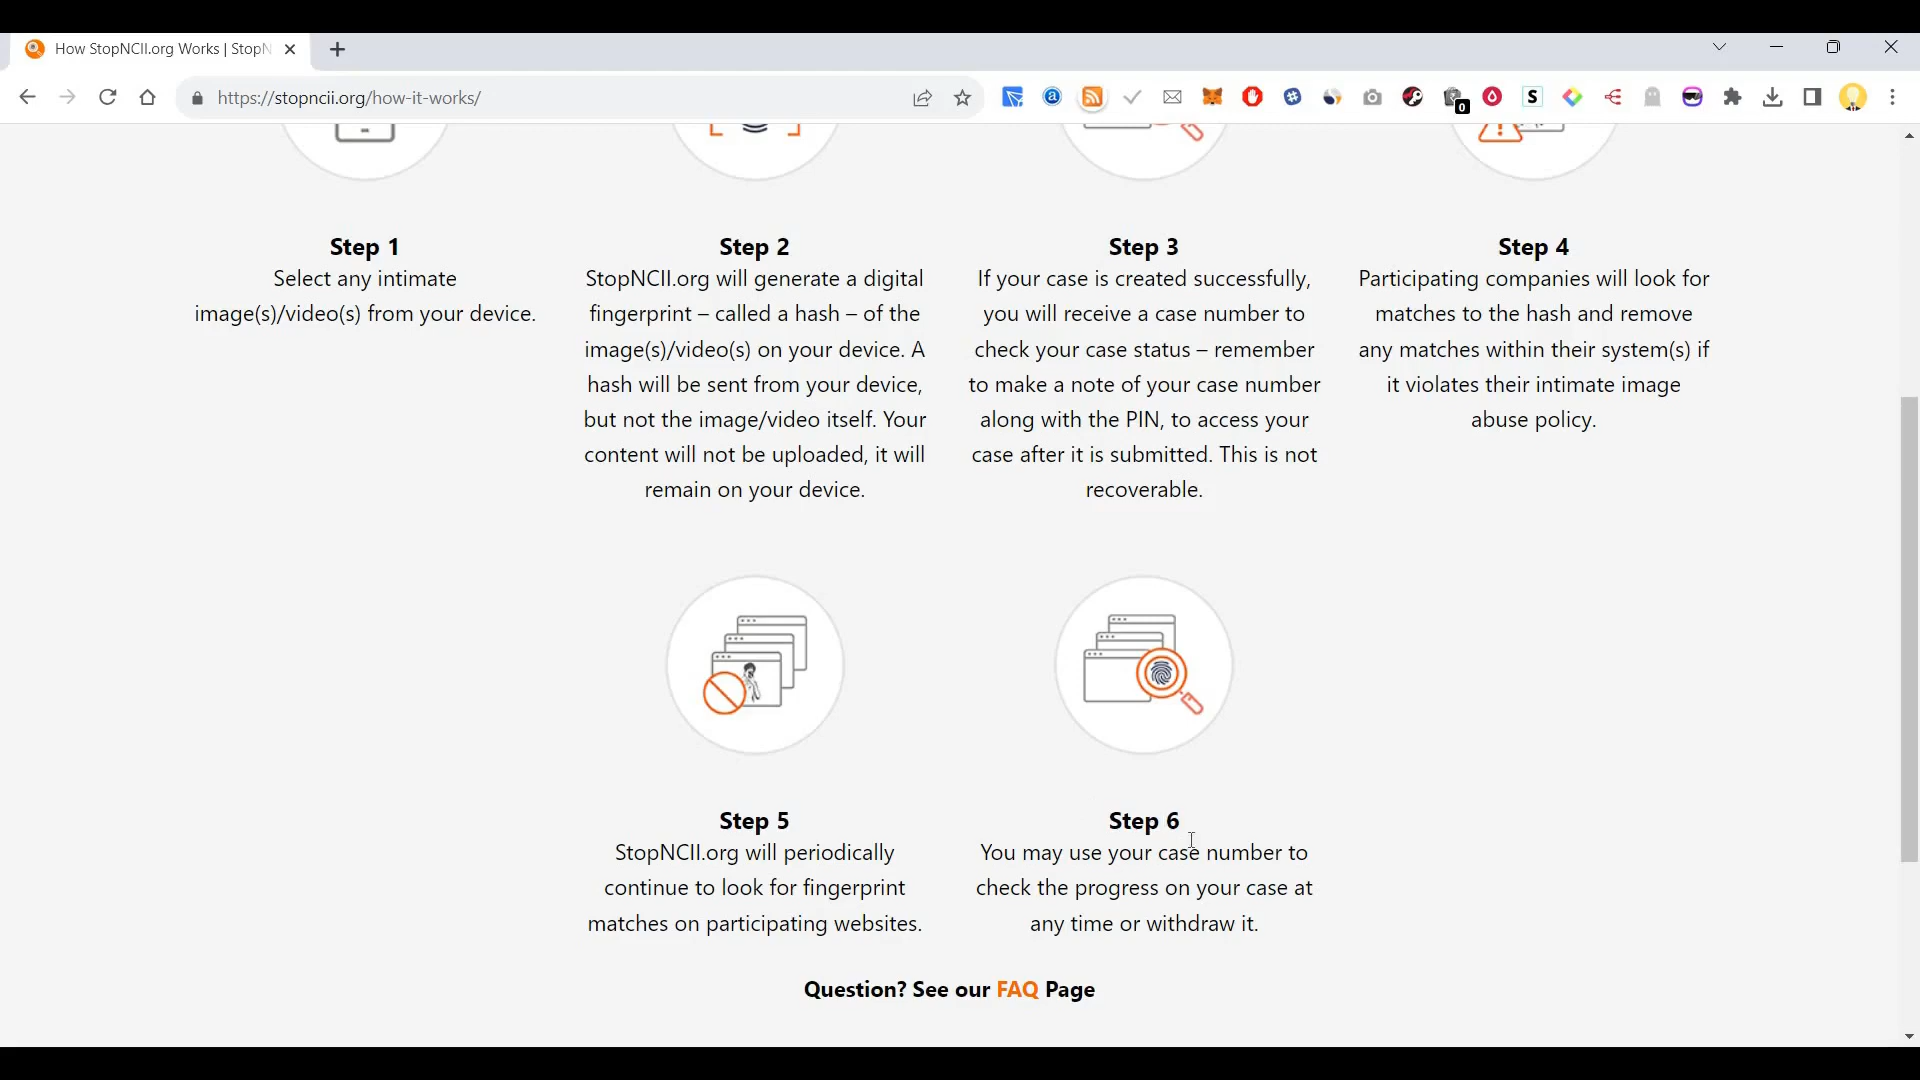 How StopNCII.org Works | StopN
https://stopncii.org/how-it-works/
0
Step 1
Select any intimate
image(s)/video(s) from your device.
Step 2
StopNCII.org will generate a digital
fingerprint – called a hash – of the
image(s)/video(s) on your device. A
hash will be sent from your device,
but not the image/video itself. Your
content will not be uploaded, it will
remain on your device.
Step 3
If your case is created successfully,
you will receive a case number to
check your case status – remember
to make a note of your case number
along with the PIN, to access your
case after it is submitted. This is not
recoverable.
Step 4
Participating companies will look for
matches to the hash and remove
any matches within their system(s) if
it violates their intimate image
abuse policy.
Step 5
StopNCII.org will periodically
continue to look for fingerprint
matches on participating websites.
Step 6
You may use your case number to
check the progress on your case at
any time or withdraw it.
Question? See our FAQ Page